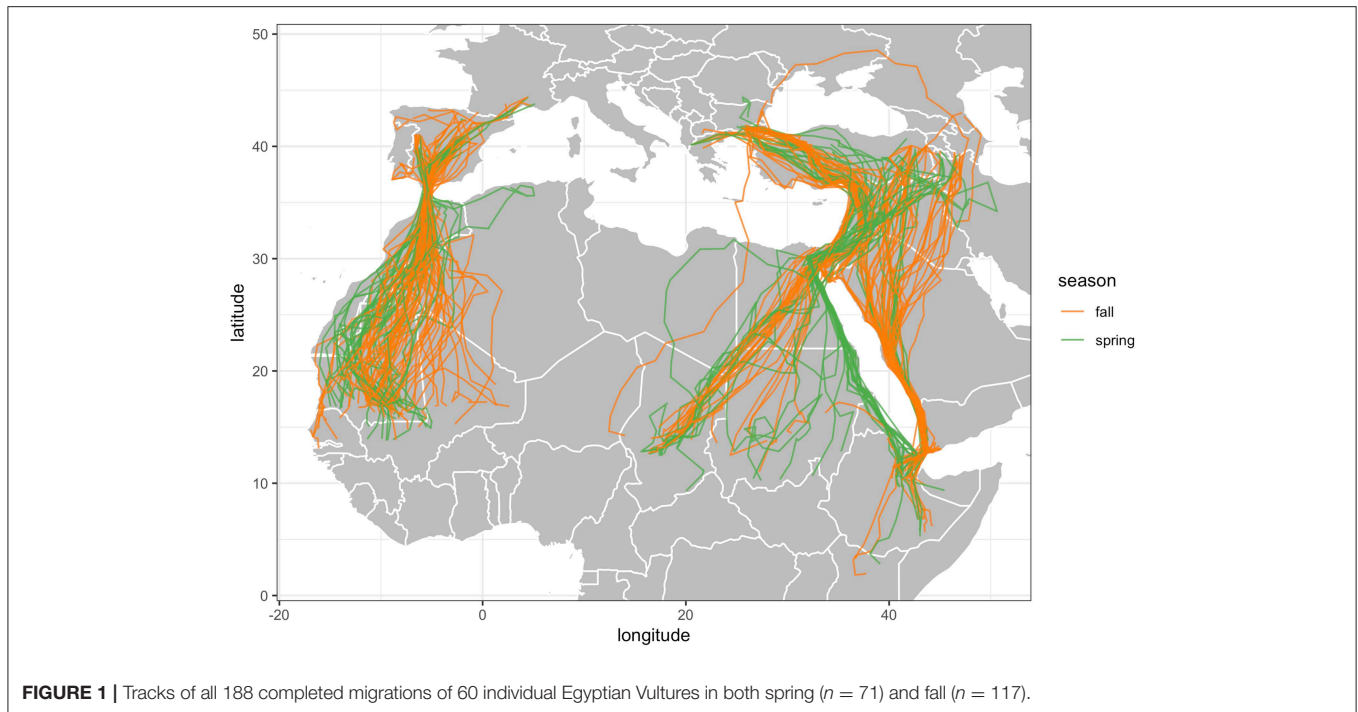 50
40
30
20
10
0
latitude
-20
0
20
40
longitude
season
fall
spring
FIGURE 1 | Tracks of all 188 completed migrations of 60 individual Egyptian Vultures in both spring (n = 71) and fall (n = 117).